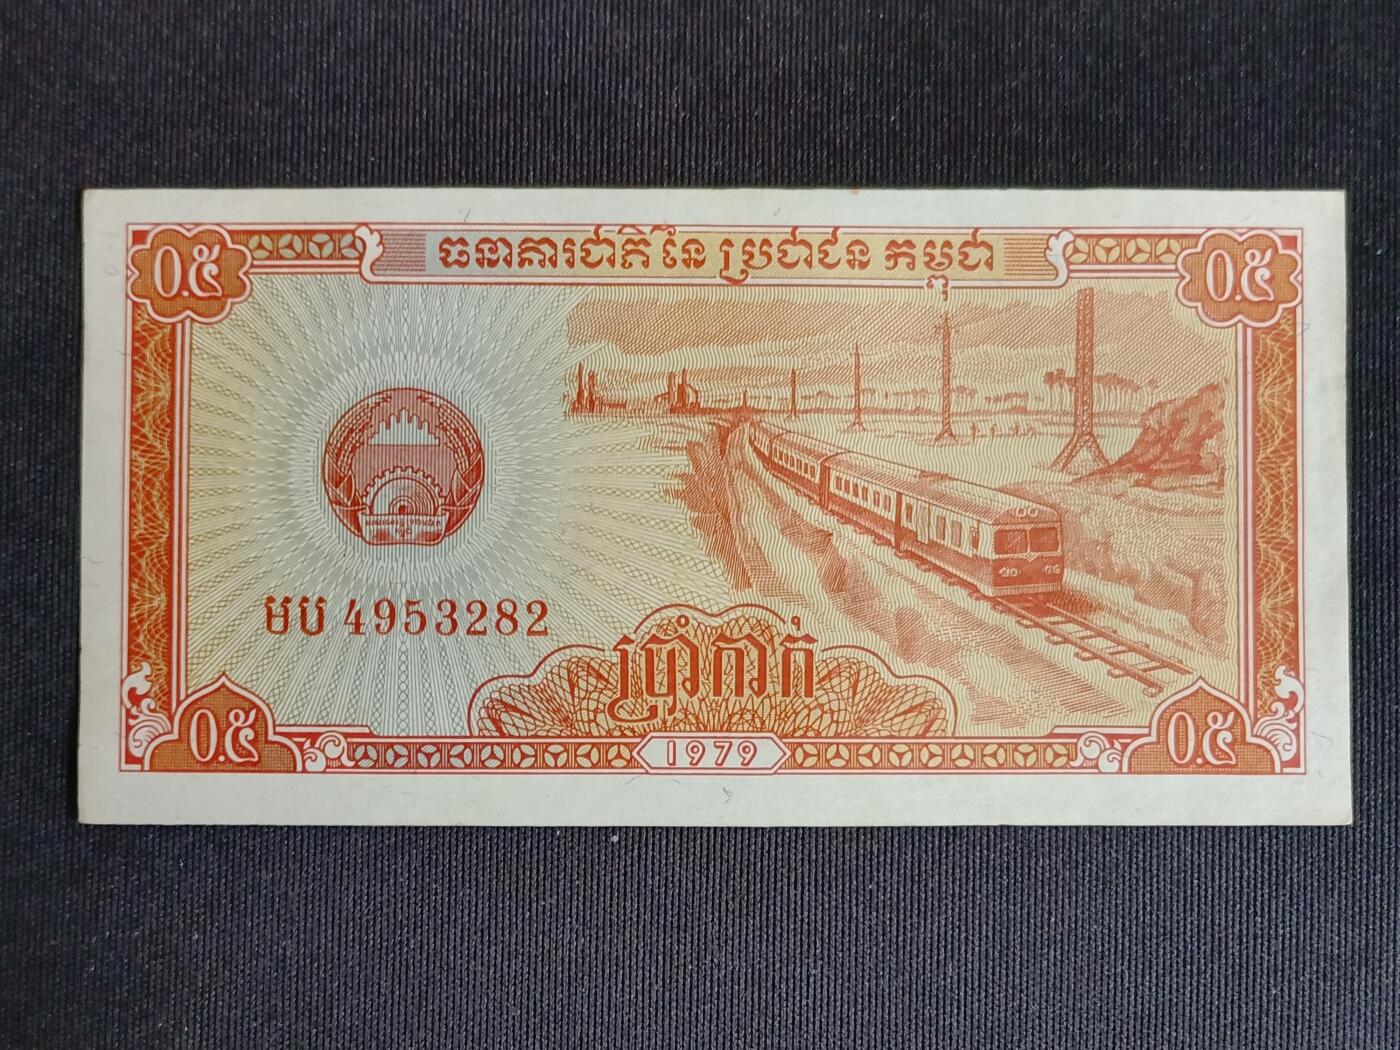 ធនាគារជាតិនៃប្រជាជនកម្ពុជា
០.៥
០.៥
មប 4953282
ប្រាំកាក់
០.៥
1979
០.៥